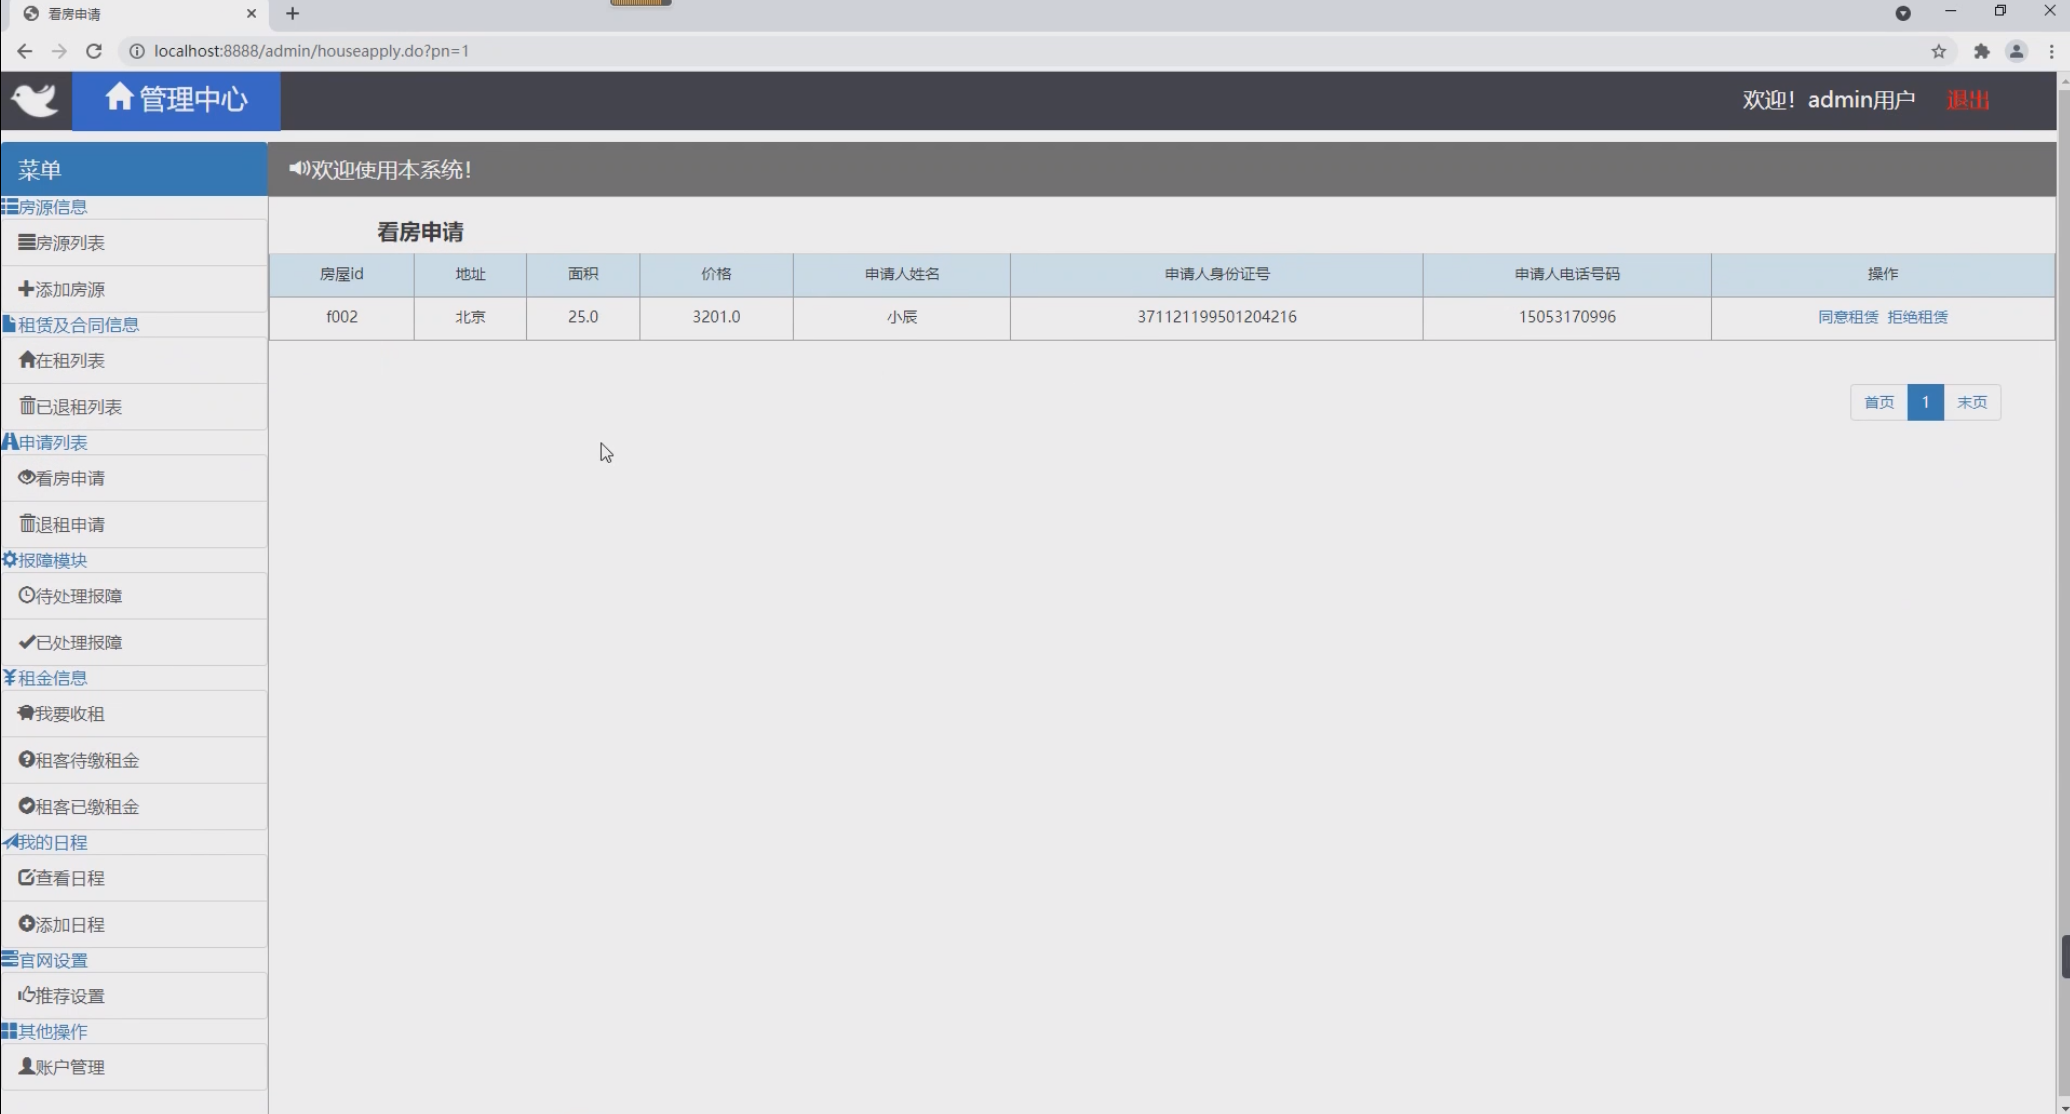 看房申请
localhost:8888/admin/houseapply.do?pn=1
管理中心
欢迎！admin用户 退出
菜单
欢迎使用本系统！
房源信息
房源列表
添加房源
租赁及合同信息
在租列表
已退租列表
申请列表
看房申请
退租申请
报障模块
待处理报障
已处理报障
租金信息
我要收租
租客待缴租金
租客已缴租金
我的日程
查看日程
添加日程
官网设置
推荐设置
其他操作
账户管理
看房申请
房屋id 地址 面积 价格 申请人姓名 申请人身份证号 申请人电话号码 操作
f002 北京 25.0 3201.0 小辰 371121199501204216 15053170996 同意租赁 拒绝租赁
首页 1 末页